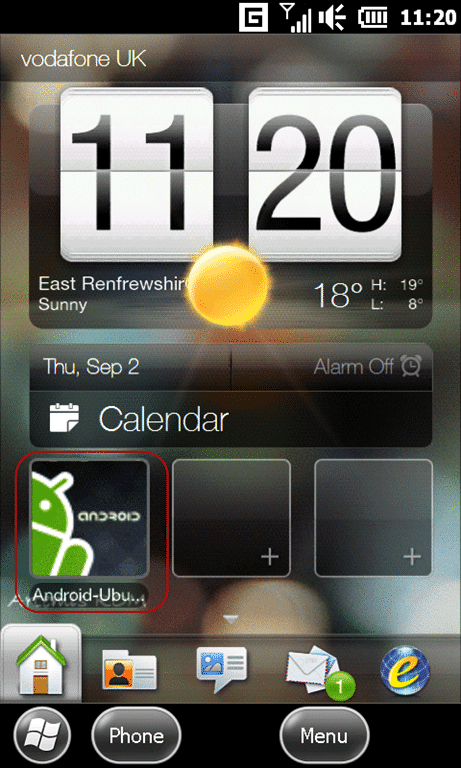 G 11:20
vodafone UK
11 20
East Renfrewshir
Sunny
18° H: 19°
L: 8°
Thu, Sep 2 Alarm Off
Calendar
ANDROID
Android-Ubu...
1
Phone Menu